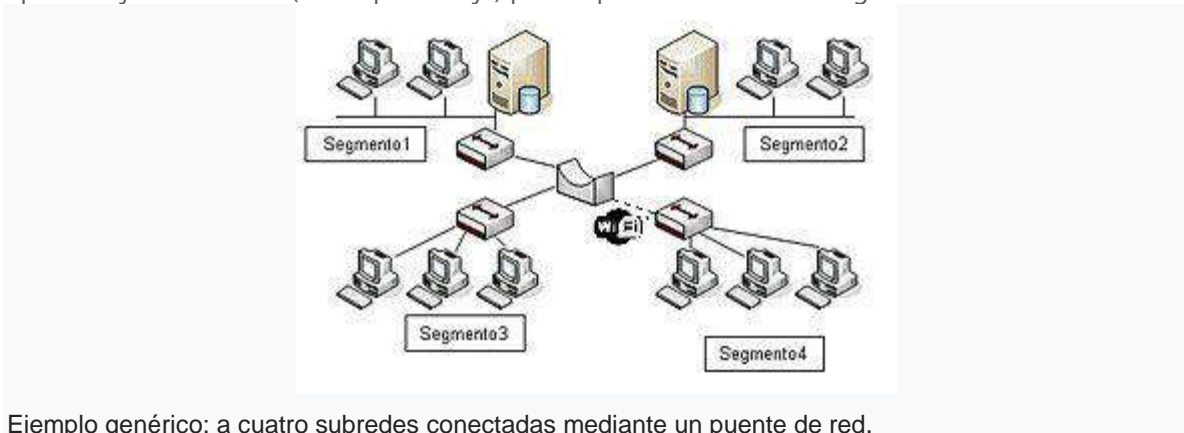 Segmento1
Segmento2
Wi Fi
Segmento3
Segmento4
Ejemplo genérico: a cuatro subredes conectadas mediante un puente de red.